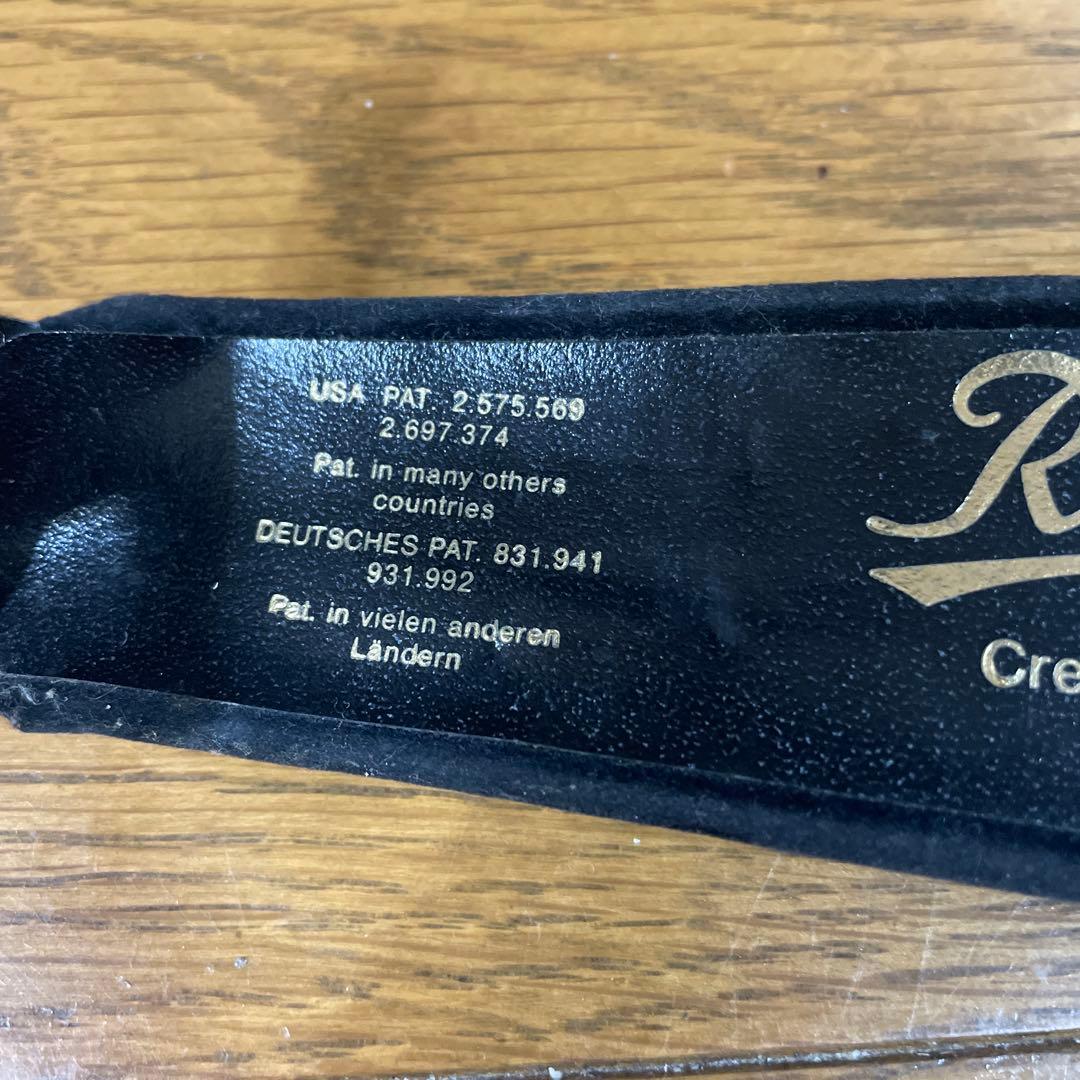 USA PAT. 2.575.569
2.697.374
Pat. in many others
countries
DEUTSCHES PAT. 831.941
931.992
Pat. in vielen anderen
Ländern
R
Cre